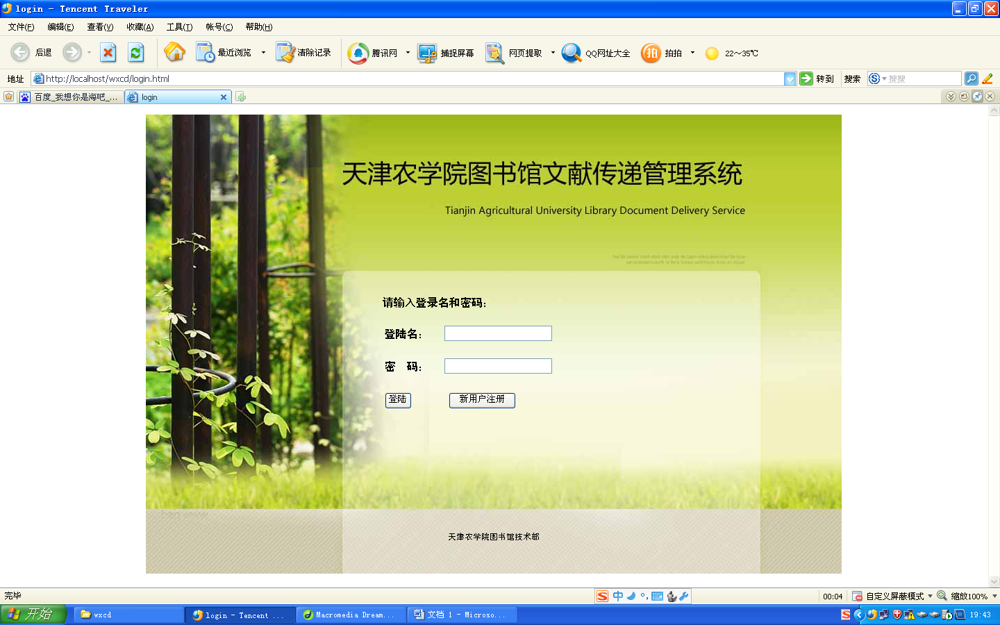 login - Tencent Traveler
文件(F) 编辑(E) 查看(V) 收藏(A) 工具(T) 帐号(C) 帮助(H)
后退 最近浏览 清除记录 腾讯网 捕捉屏幕 网页提取 QQ网址大全 拍拍 22～35℃
地址 http://localhost/wxcd/login.html 转到 搜索 搜搜
百度_我想你是海吧_... login
天津农学院图书馆文献传递管理系统
Tianjin Agricultural University Library Document Delivery Service
请输入登录名和密码：
登陆名：
密 码：
登陆 新用户注册
天津农学院图书馆技术部
完毕 中 00:04 自定义屏蔽模式 缩放100%
开始 wxcd login - Tencent ... Macromedia Dream... 文档 1 - Microso... 19:43